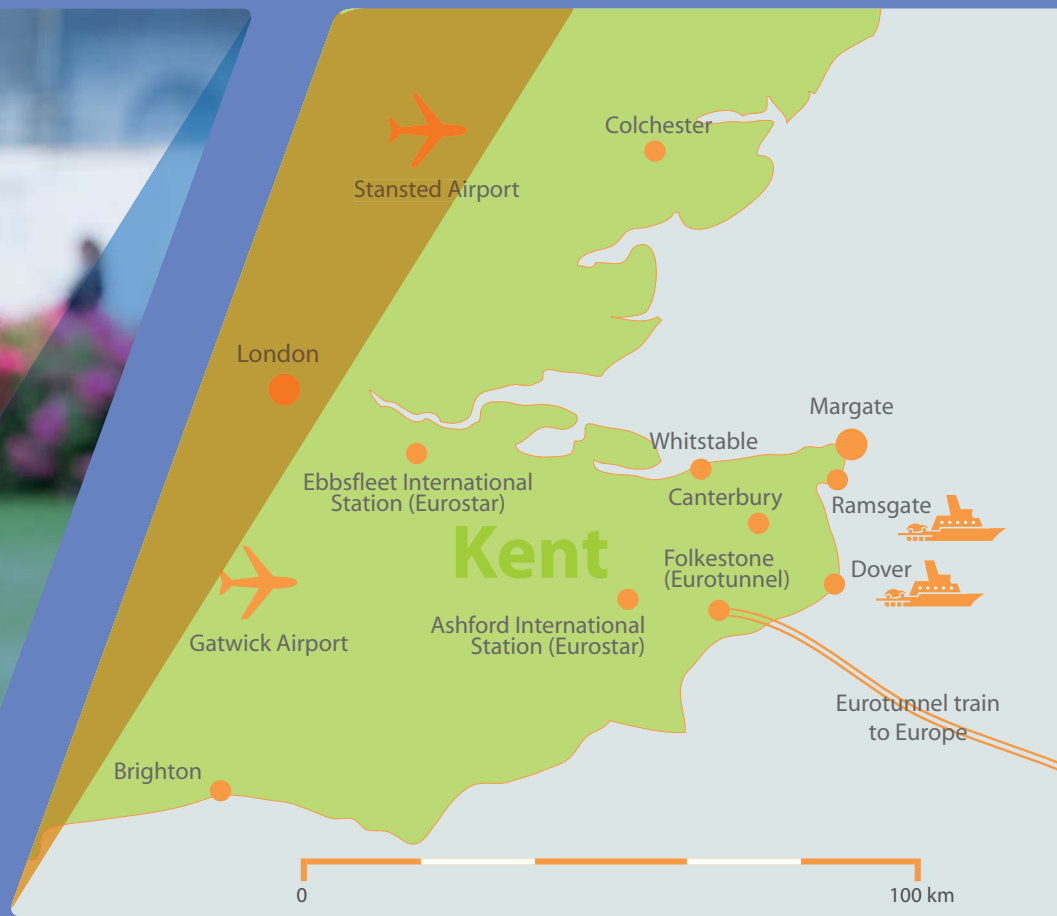 Colchester
Stansted Airport
London
Margate
Whitstable
Ebbsfleet International
Station (Eurostar)
Canterbury
Ramsgate
Kent
Folkestone
(Eurotunnel)
Dover
Ashford International
Station (Eurostar)
Gatwick Airport
Eurotunnel train
to Europe
Brighton
0
100 km